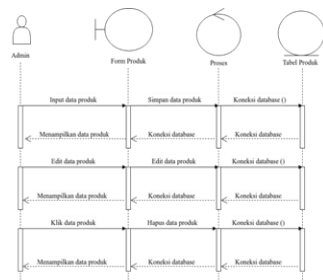 Admin Form Produk Proses Tabel Produk
Input data produk Simpan data produk Koneksi database ()
Menampilkan data produk Koneksi database Koneksi database
Edit data produk Edit data produk Koneksi database ()
Menampilkan data produk Koneksi database Koneksi database
Klik data produk Hapus data produk Koneksi database ()
Menampilkan data produk Koneksi database Koneksi database